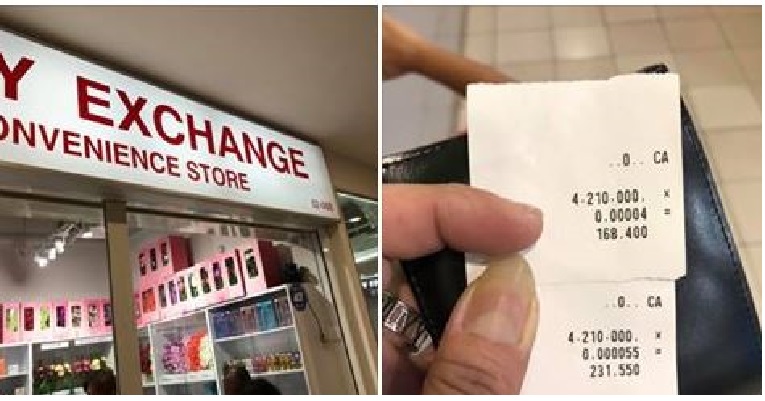 Y EXCHANGE
ONVENIENCE STORE
..0.. CA
4·210·000. ×
0.00004 =
168.400
..0.. CA
4·210·000. ×
0.000055 =
231.550